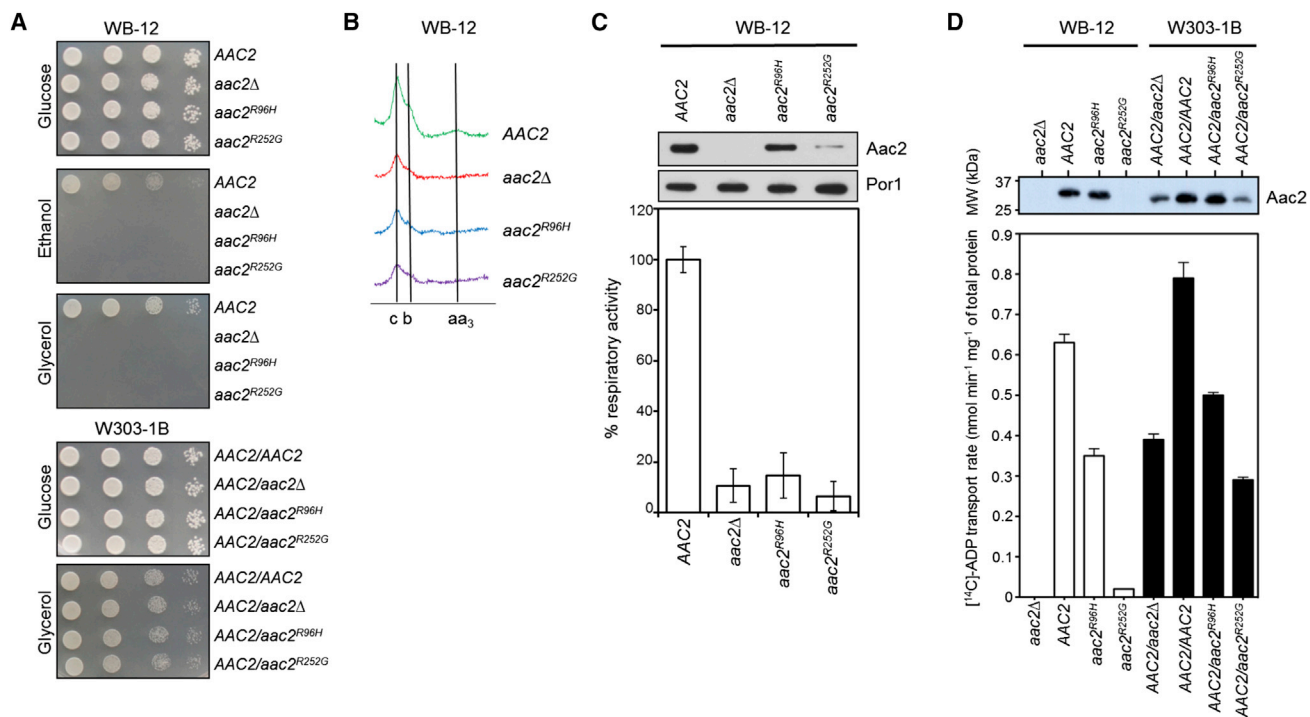 A
WB-12
Glucose
AAC2
aac2Δ
aac2R96H
aac2R252G
Ethanol
AAC2
aac2Δ
aac2R96H
aac2R252G
Glycerol
AAC2
aac2Δ
aac2R96H
aac2R252G
W303-1B
Glucose
AAC2/AAC2
AAC2/aac2Δ
AAC2/aac2R96H
AAC2/aac2R252G
Glycerol
AAC2/AAC2
AAC2/aac2Δ
AAC2/aac2R96H
AAC2/aac2R252G
B
WB-12
AAC2
aac2Δ
aac2R96H
aac2R252G
c b aa3
C
WB-12
AAC2 aac2Δ aac2R96H aac2R252G
Aac2
Por1
% respiratory activity
120
100
80
60
40
20
0
AAC2 aac2Δ aac2R96H aac2R252G
D
WB-12 W303-1B
aac2Δ AAC2 aac2R96H aac2R252G AAC2/aac2Δ AAC2/AAC2 AAC2/aac2R96H AAC2/aac2R252G
MW (kDa)
37
25
Aac2
[14C]-ADP transport rate (nmol min-1 mg-1 of total protein)
0.9
0.8
0.7
0.6
0.5
0.4
0.3
0.2
0.1
0
aac2Δ AAC2 aac2R96H aac2R252G AAC2/aac2Δ AAC2/AAC2 AAC2/aac2R96H AAC2/aac2R252G